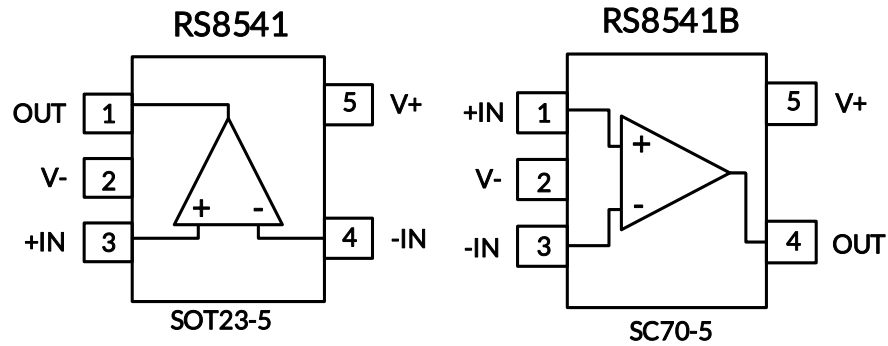 RS8541
OUT 1 5 V+
V- 2
+ -
+IN 3 4 -IN
SOT23-5
RS8541B
+IN 1 5 V+
+
V- 2
-
-IN 3 4 OUT
SC70-5